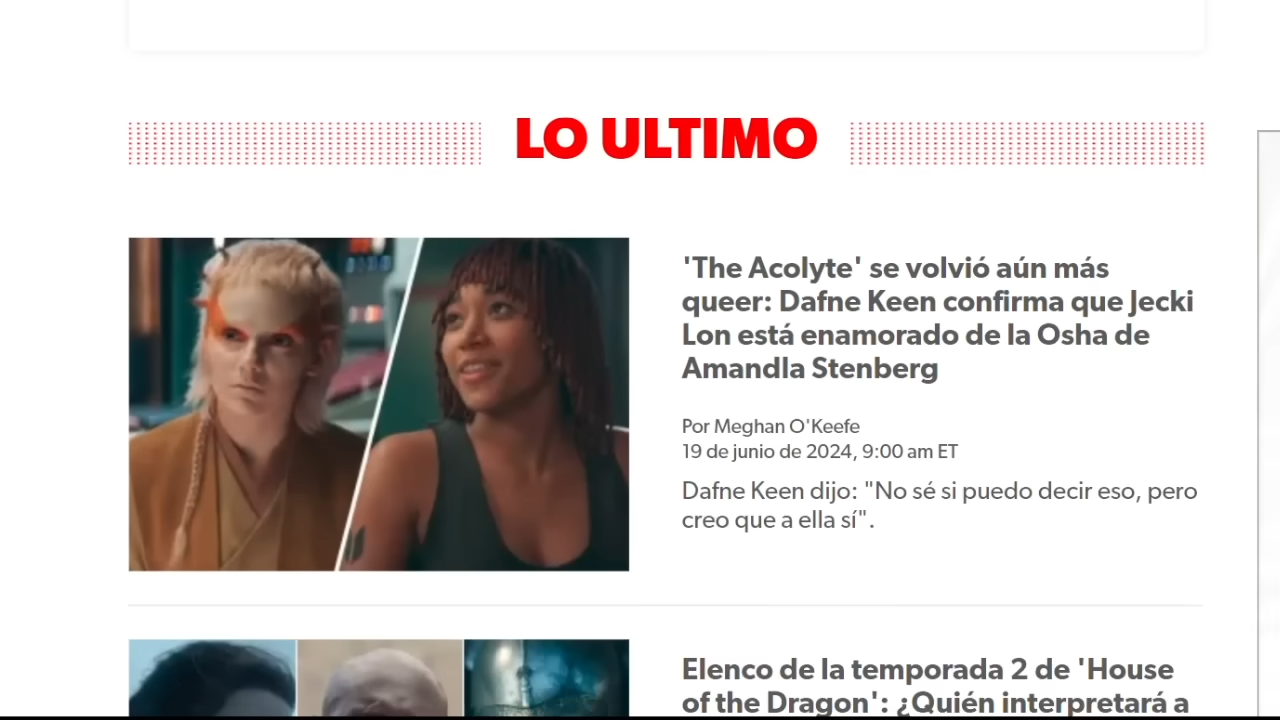 LO ULTIMO
'The Acolyte' se volvió aún más
queer: Dafne Keen confirma que Jecki
Lon está enamorado de la Osha de
Amandla Stenberg
Por Meghan O'Keefe
19 de junio de 2024, 9:00 am ET
Dafne Keen dijo: "No sé si puedo decir eso, pero
creo que a ella sí".
Elenco de la temporada 2 de 'House
of the Dragon': ¿Quién interpretará a